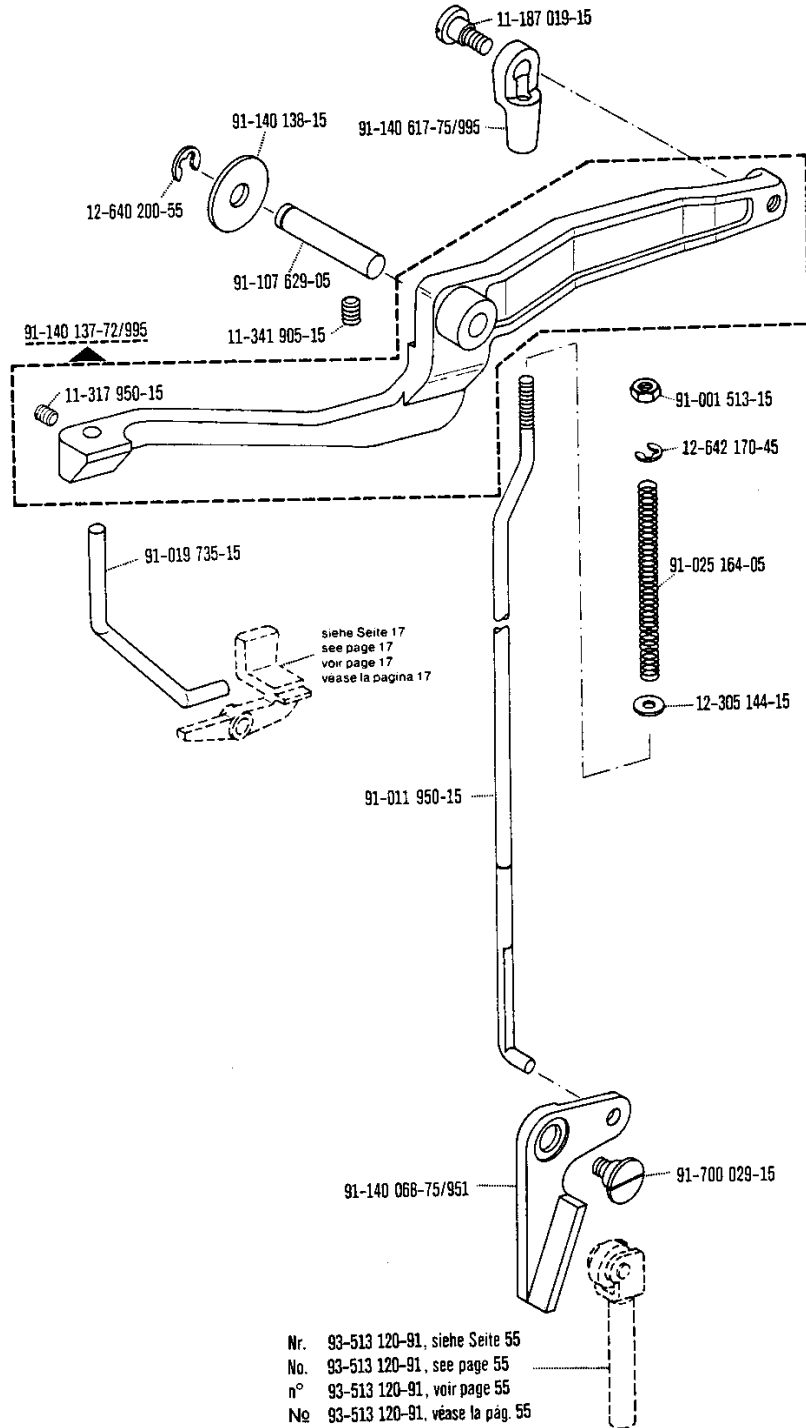 11-187 019-15
91-140 138-15
91-140 617-75/995
12-640 200-55
91-107 629-05
11-341 905-15
91-140 137-72/995
11-317 950-15
91-001 513-15
12-642 170-45
91-019 735-15
91-025 164-05
siehe Seite 17
see page 17
voir page 17
véase la pagina 17
12-305 144-15
91-011 950-15
91-140 068-75/951
91-700 029-15
Nr. 93-513 120-91, siehe Seite 55
No. 93-513 120-91, see page 55
n° 93-513 120-91, voir page 55
Nº 93-513 120-91, véase la pág. 55